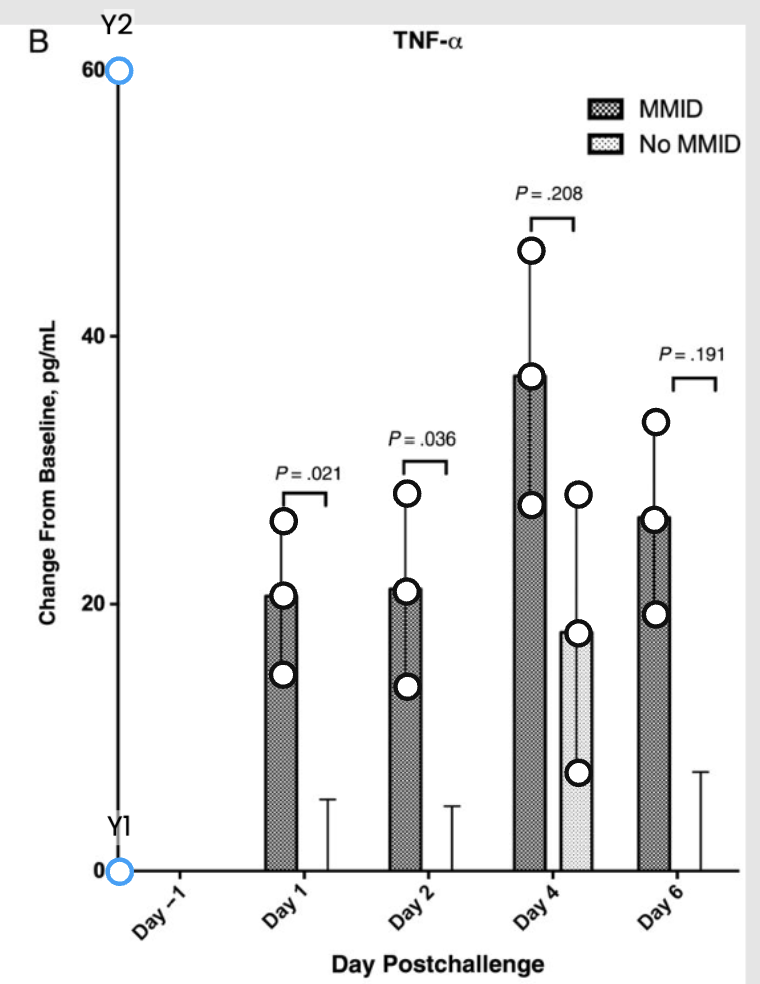 Y2
B
TNF-α
60
MMID
No MMID
P = .208
40
P = .191
P = .036
P = .021
Change From Baseline, pg/mL
20
Y1
0
Day –1
Day 1
Day 2
Day 4
Day 6
Day Postchallenge